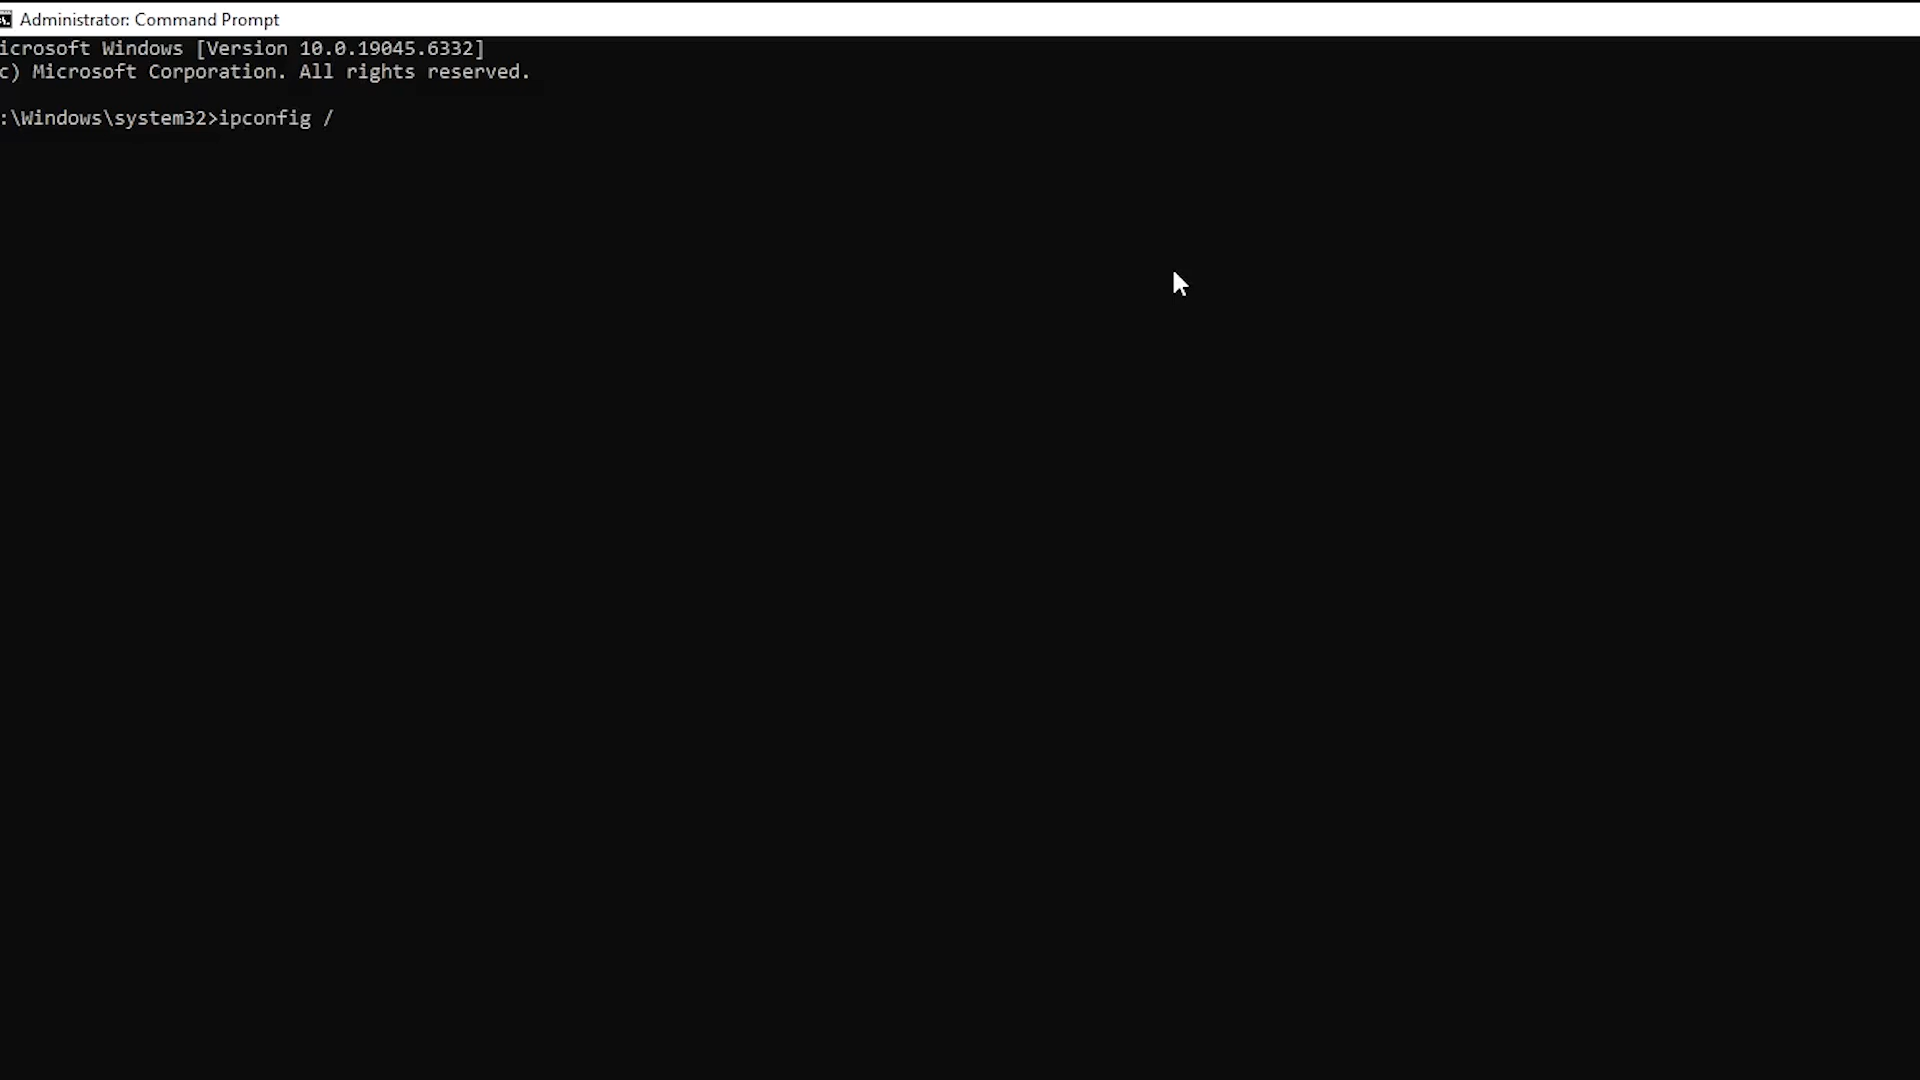 Administrator: Command Prompt
icrosoft Windows [Version 10.0.19045.6332]
c) Microsoft Corporation. All rights reserved.
:\Windows\system32>ipconfig /